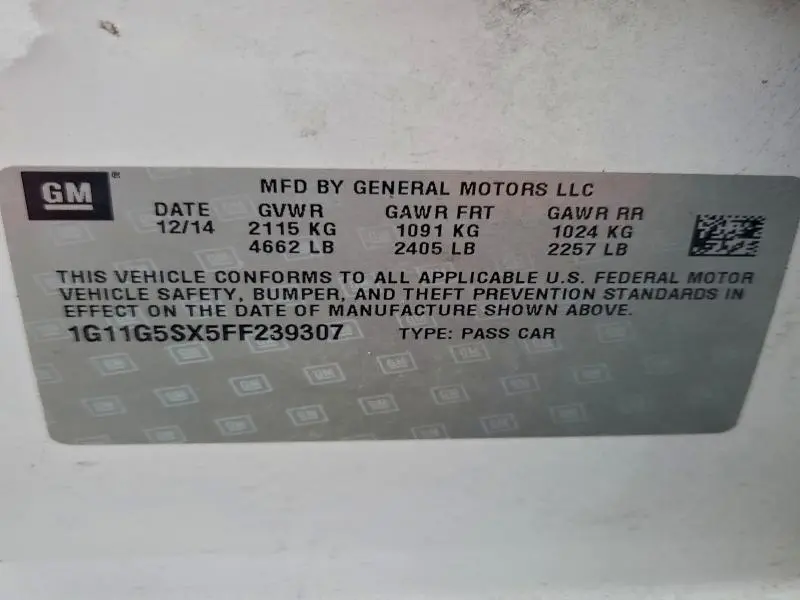 GM ® MFD BY GENERAL MOTORS LLC
DATE GVWR GAWR FRT GAWR RR
12/14 2115 KG 1091 KG 1024 KG
4662 LB 2405 LB 2257 LB
THIS VEHICLE CONFORMS TO ALL APPLICABLE U.S. FEDERAL MOTOR
VEHICLE SAFETY, BUMPER, AND THEFT PREVENTION STANDARDS IN
EFFECT ON THE DATE OF MANUFACTURE SHOWN ABOVE.
1G11G5SX5FF239307 TYPE: PASS CAR